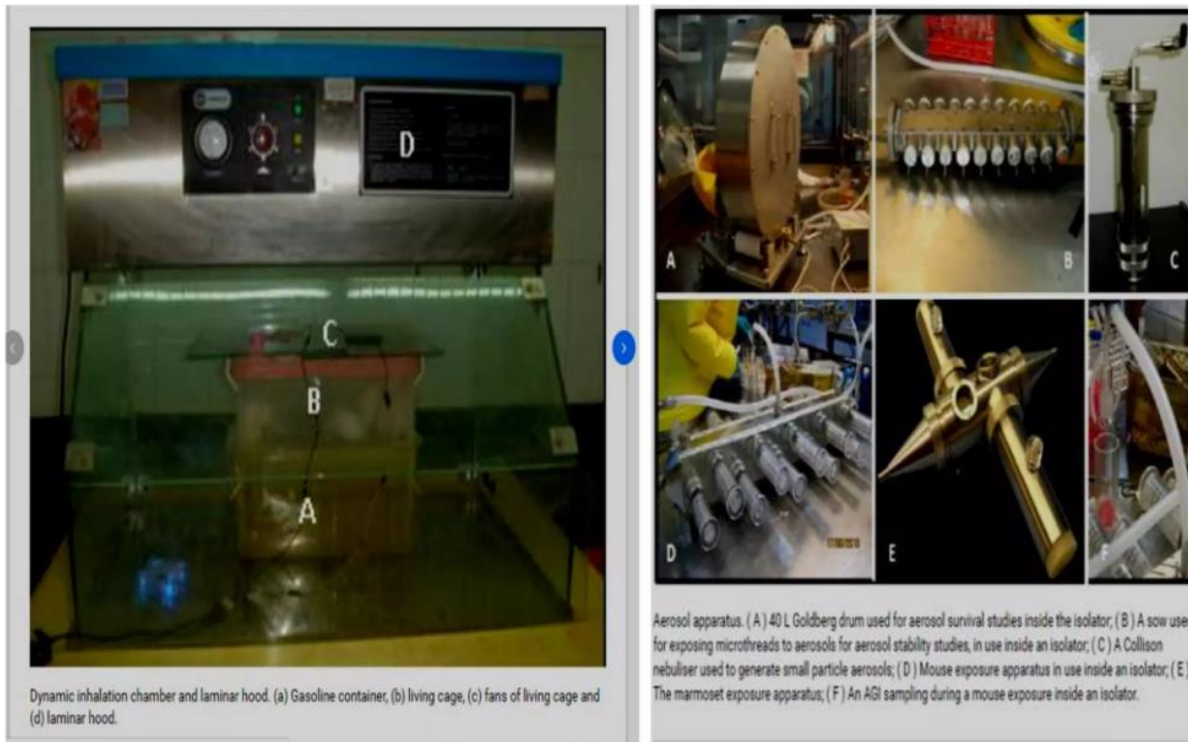 D
C
B
A
Dynamic inhalation chamber and laminar hood. (a) Gasoline container, (b) living cage, (c) fans of living cage and
(d) laminar hood.
A
B
C
D
E
F
Aerosol apparatus. ( A ) 40 L Goldberg drum used for aerosol survival studies inside the isolator; ( B ) A sow used
for exposing microthreads to aerosols for aerosol stability studies, in use inside an isolator; ( C ) A Collison
nebuliser used to generate small particle aerosols; ( D ) Mouse exposure apparatus in use inside an isolator; ( E )
The marmoset exposure apparatus; ( F ) An AGI sampling during a mouse exposure inside an isolator.